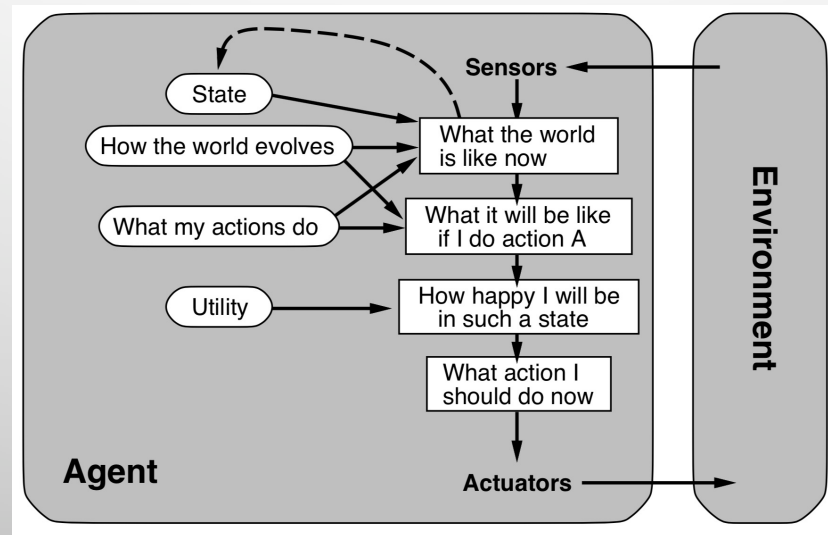 Sensors
State
What the world
is like now
How the world evolves
What my actions do
What it will be like
if I do action A
Utility
How happy I will be
in such a state
What action I
should do now
Agent
Actuators
Environment